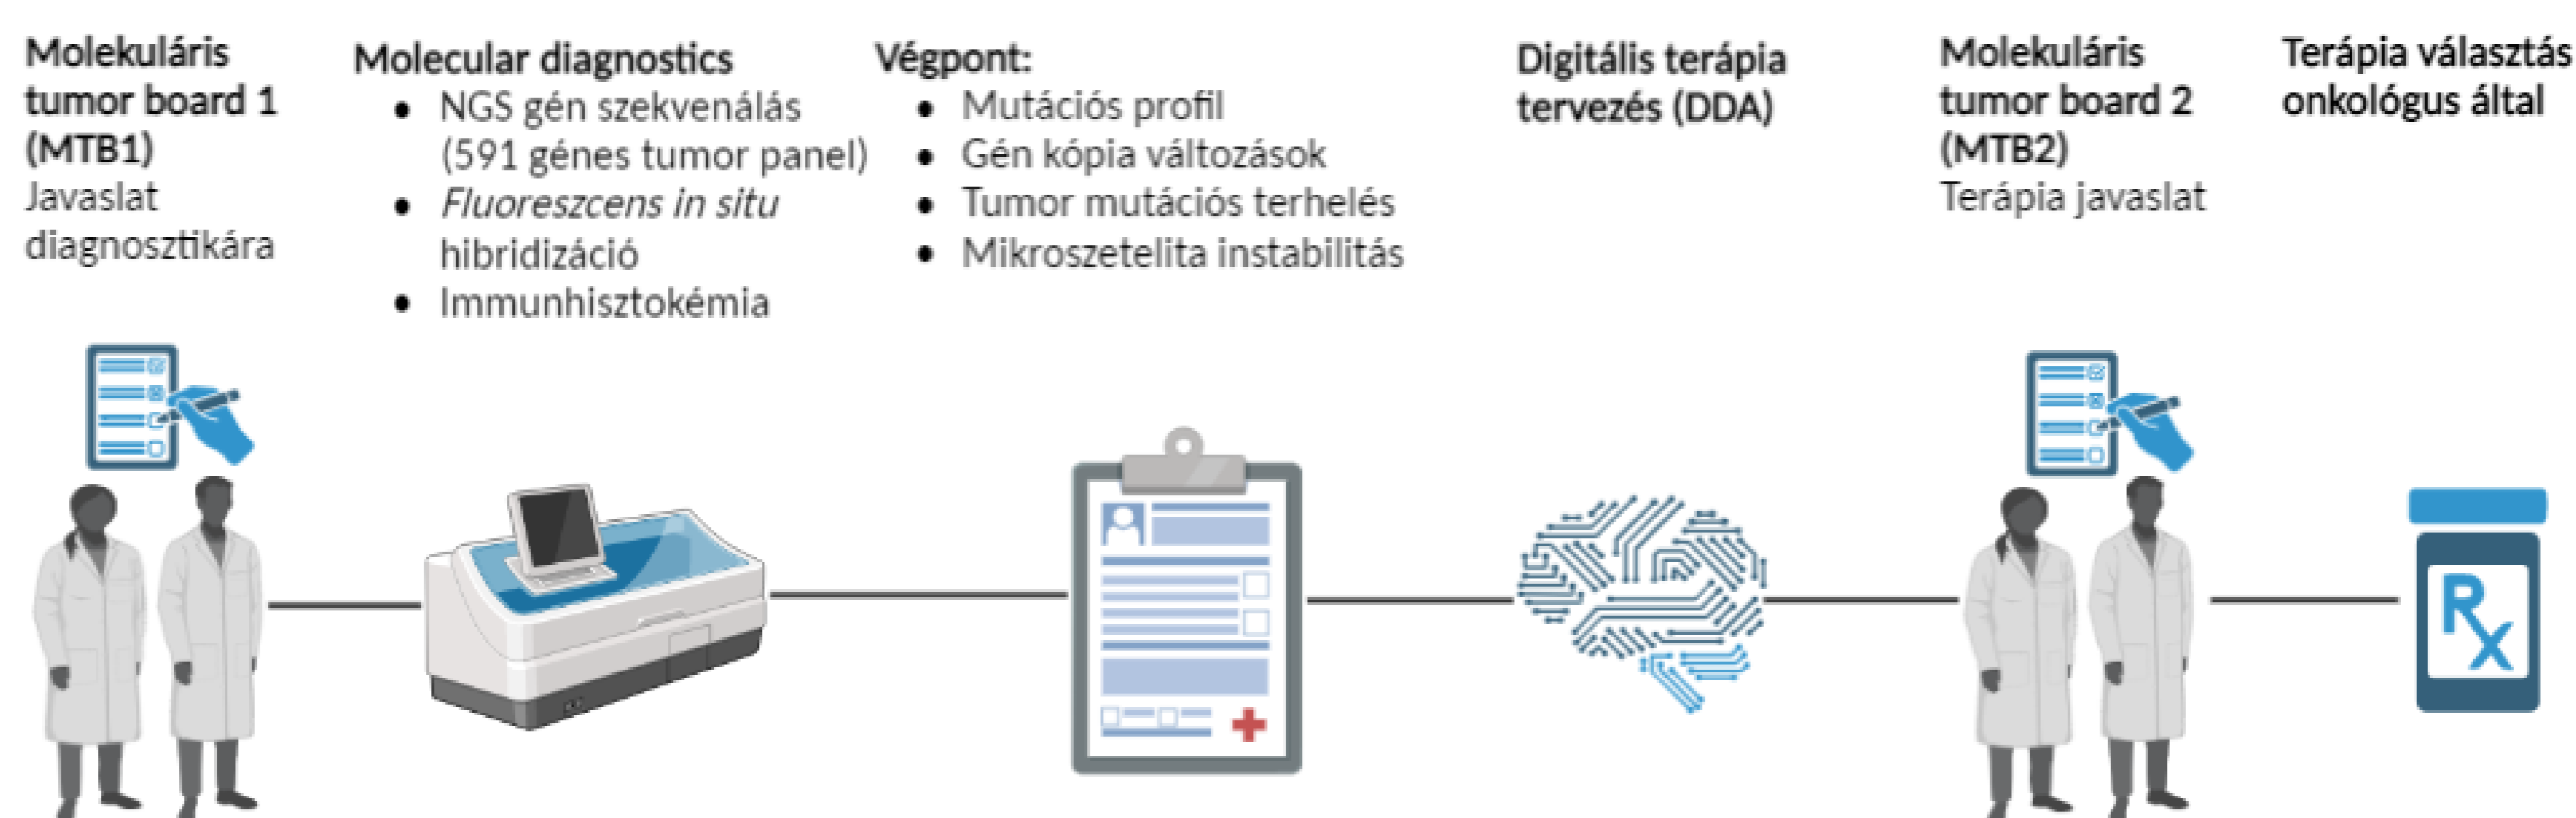 Molekuláris
tumor board 1
(MTB1)
Javaslat
diagnosztikára
Molecular diagnostics
• NGS gén szekvenálás
(591 génes tumor panel)
• Fluoreszcens in situ
hibridizáció
• Immunhisztokémia
Végpont:
• Mutációs profil
• Gén kópia változások
• Tumor mutációs terhelés
• Mikroszetelita instabilitás
Digitális terápia
tervezés (DDA)
Molekuláris
tumor board 2
(MTB2)
Terápia javaslat
Terápia választás
onkológus által
Rx